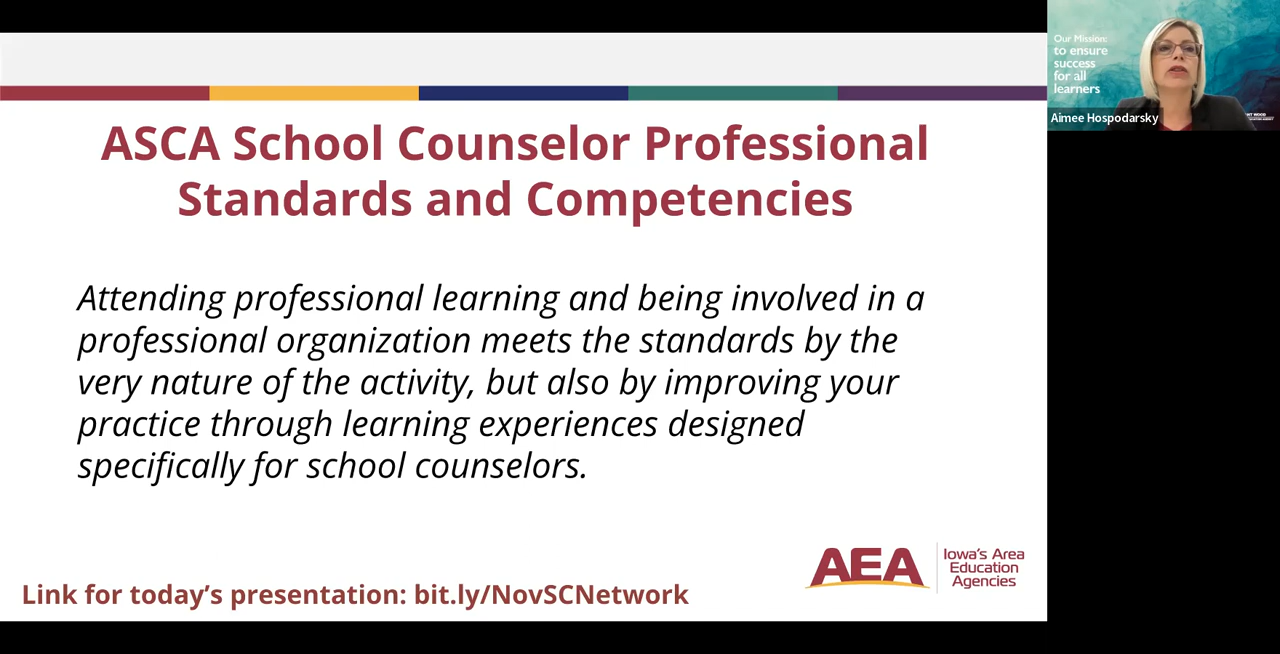 ASCA School Counselor Professional
Standards and Competencies
Attending professional learning and being involved in a
professional organization meets the standards by the
very nature of the activity, but also by improving your
practice through learning experiences designed
specifically for school counselors.
Link for today’s presentation: bit.ly/NovSCNetwork
AEA
Iowa's Area
Education
Agencies
Our Mission:
to ensure
success
for all
learners
Aimee Hospodarsky